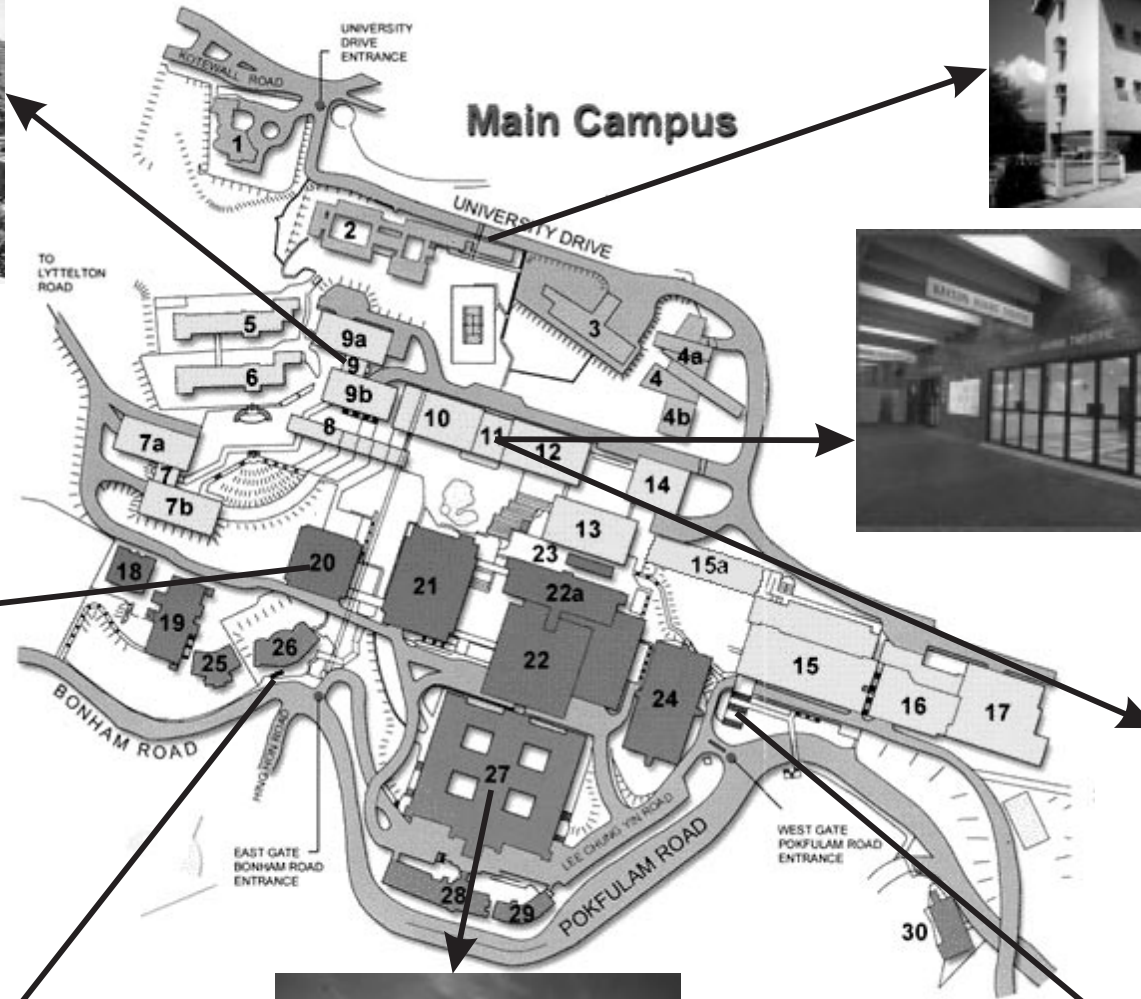 UNIVERSITY
DRIVE
ENTRANCE
KOTEWALL ROAD
Main Campus
1
UNIVERSITY DRIVE
2
TO
LYTTELTON
ROAD
3
5
9a
4a
9
6
4
9b
4b
10
8
11
12
7a
14
7
7b
13
23
15a
20
18
21
22a
19
26
15
22
25
24
16
17
BONHAM ROAD
27
HING HON ROAD
LEE CHUNG YIN ROAD
WEST GATE
POKFULAM ROAD
ENTRANCE
EAST GATE
BONHAM ROAD
ENTRANCE
POKFULAM ROAD
28
29
30